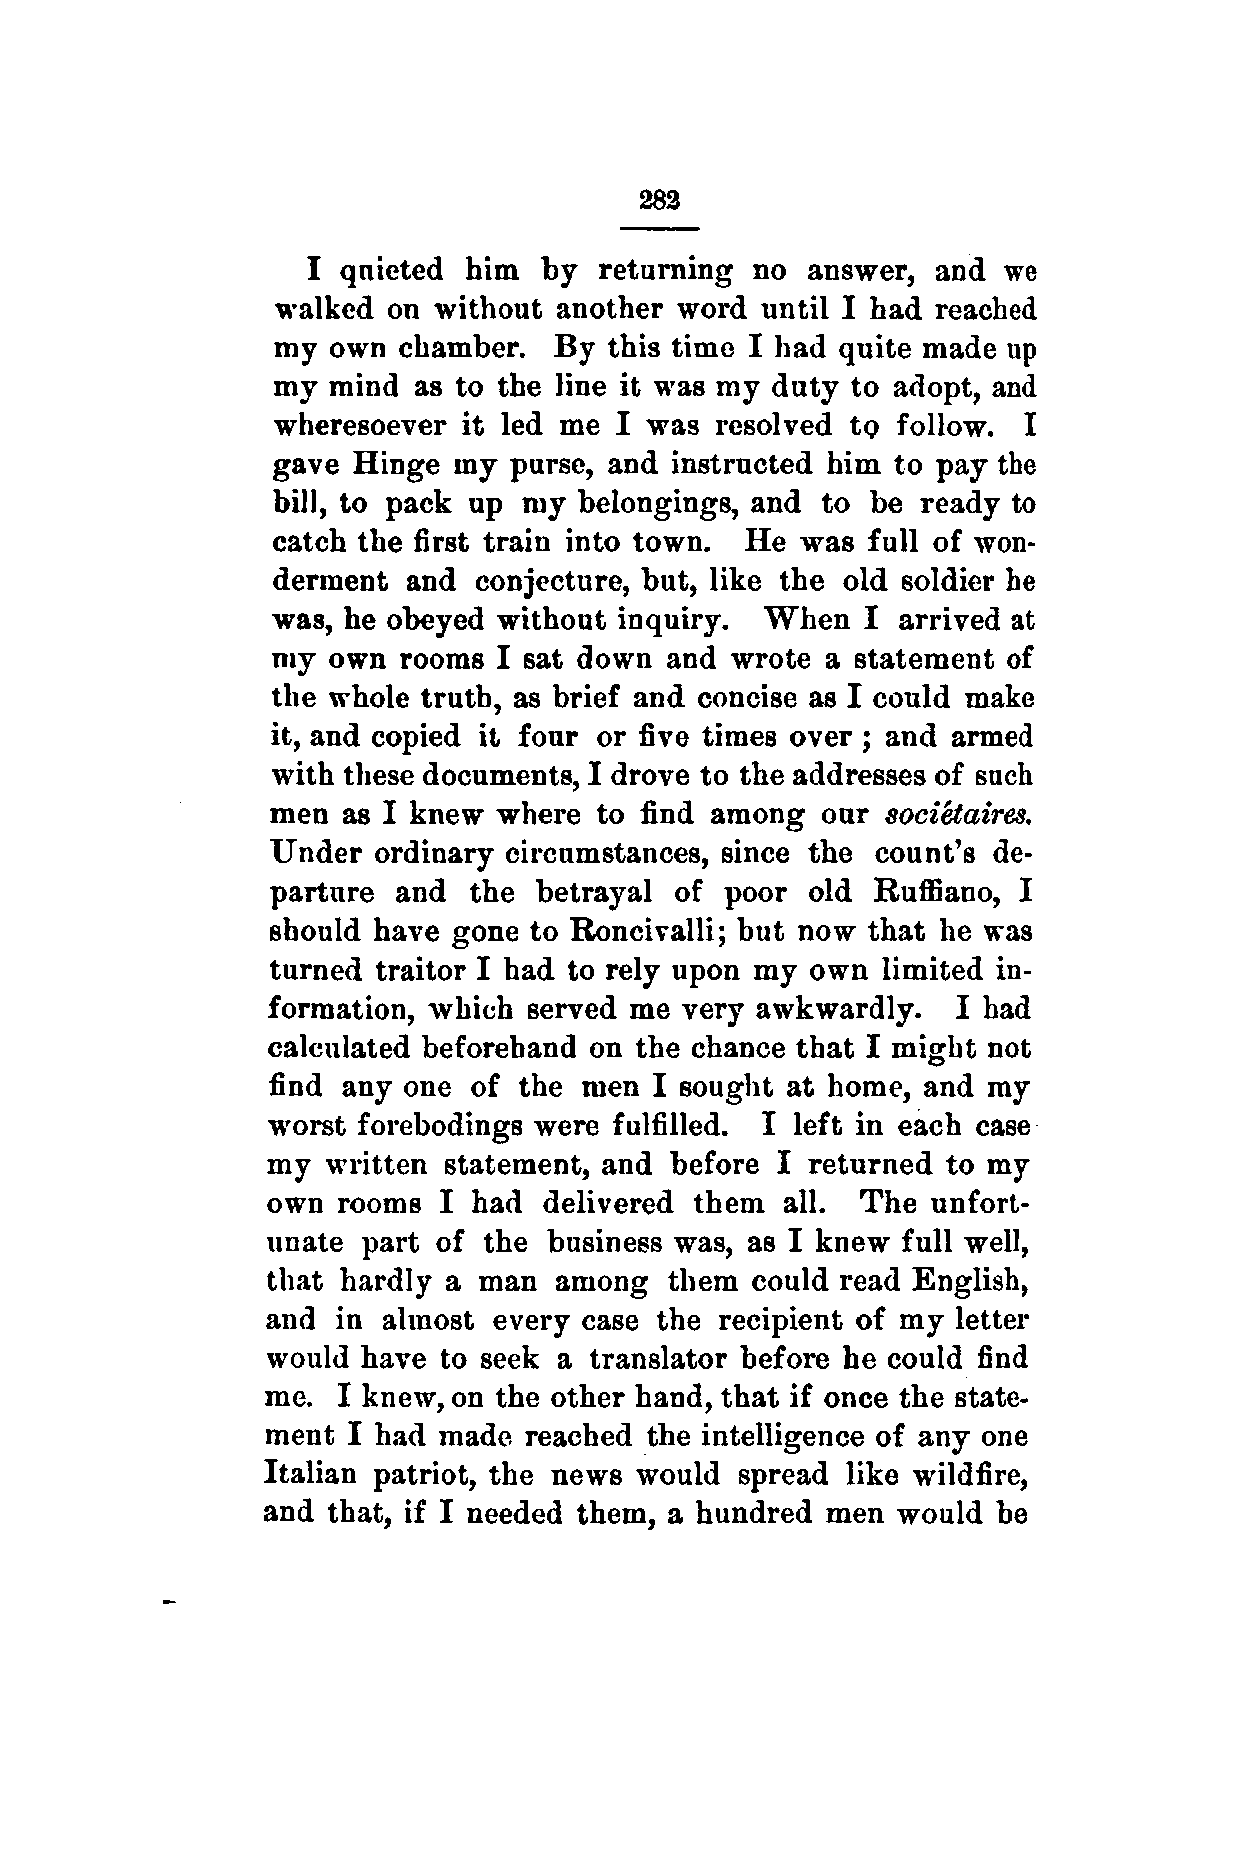 282
I quieted him by returning no answer, and we
walked on without another word until I had reached
my own chamber. By this time I had quite made up
my mind as to the line it was my duty to adopt, and
wheresoever it led me I was resolved to follow. I
gave Hinge my purse, and instructed him to pay the
bill, to pack up my belongings, and to be ready to
catch the first train into town. He was full of won-
derment and conjecture, but, like the old soldier he
was, he obeyed without inquiry. When I arrived at
my own rooms I sat down and wrote a statement of
the whole truth, as brief and concise as I could make
it, and copied it four or five times over ; and armed
with these documents, I drove to the addresses of such
men as I knew where to find among our sociétaires.
Under ordinary circumstances, since the count's de-
parture and the betrayal of poor old Ruffiano, I
should have gone to Roncivalli; but now that he was
turned traitor I had to rely upon my own limited in-
formation, which served me very awkwardly. I had
calculated beforehand on the chance that I might not
find any one of the men I sought at home, and my
worst forebodings were fulfilled. I left in each case
my written statement, and before I returned to my
own rooms I had delivered them all. The unfort-
unate part of the business was, as I knew full well,
that hardly a man among them could read English,
and in almost every case the recipient of my letter
would have to seek a translator before he could find
me. I knew, on the other hand, that if once the state-
ment I had made reached the intelligence of any one
Italian patriot, the news would spread like wildfire,
and that, if I needed them, a hundred men would be